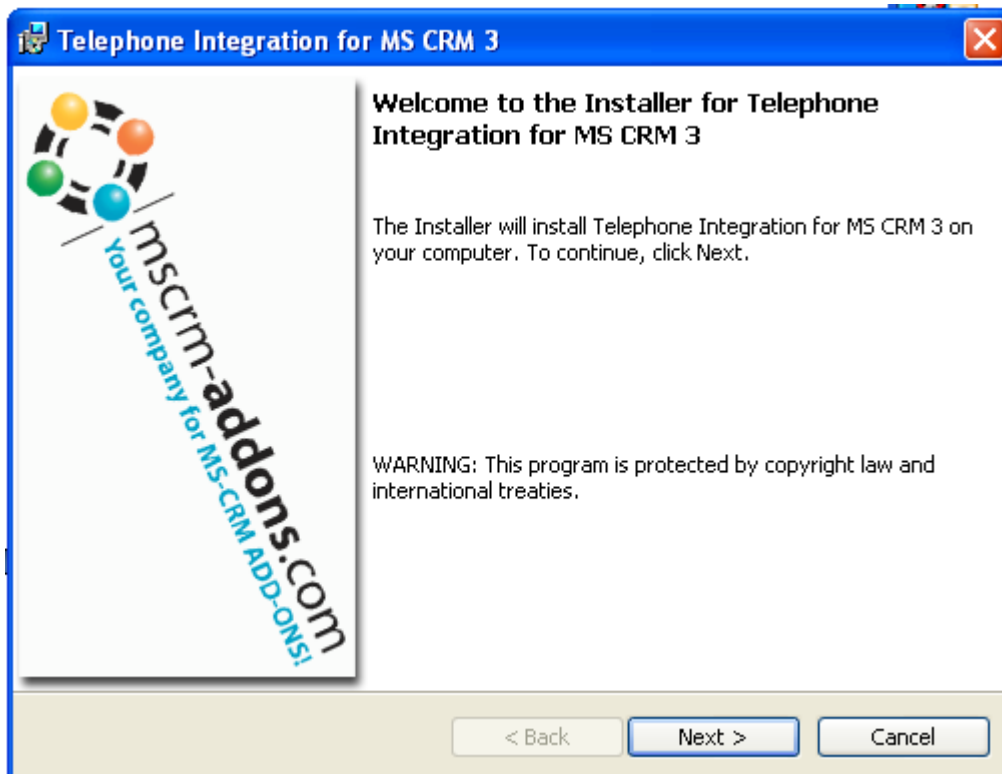 Telephone Integration for MS CRM 3
Welcome to the Installer for Telephone
Integration for MS CRM 3
The Installer will install Telephone Integration for MS CRM 3 on
your computer. To continue, click Next.
WARNING: This program is protected by copyright law and
international treaties.
mscrm-addons.com
Your company for MS-CRM ADD-ONS!
< Back
Next >
Cancel